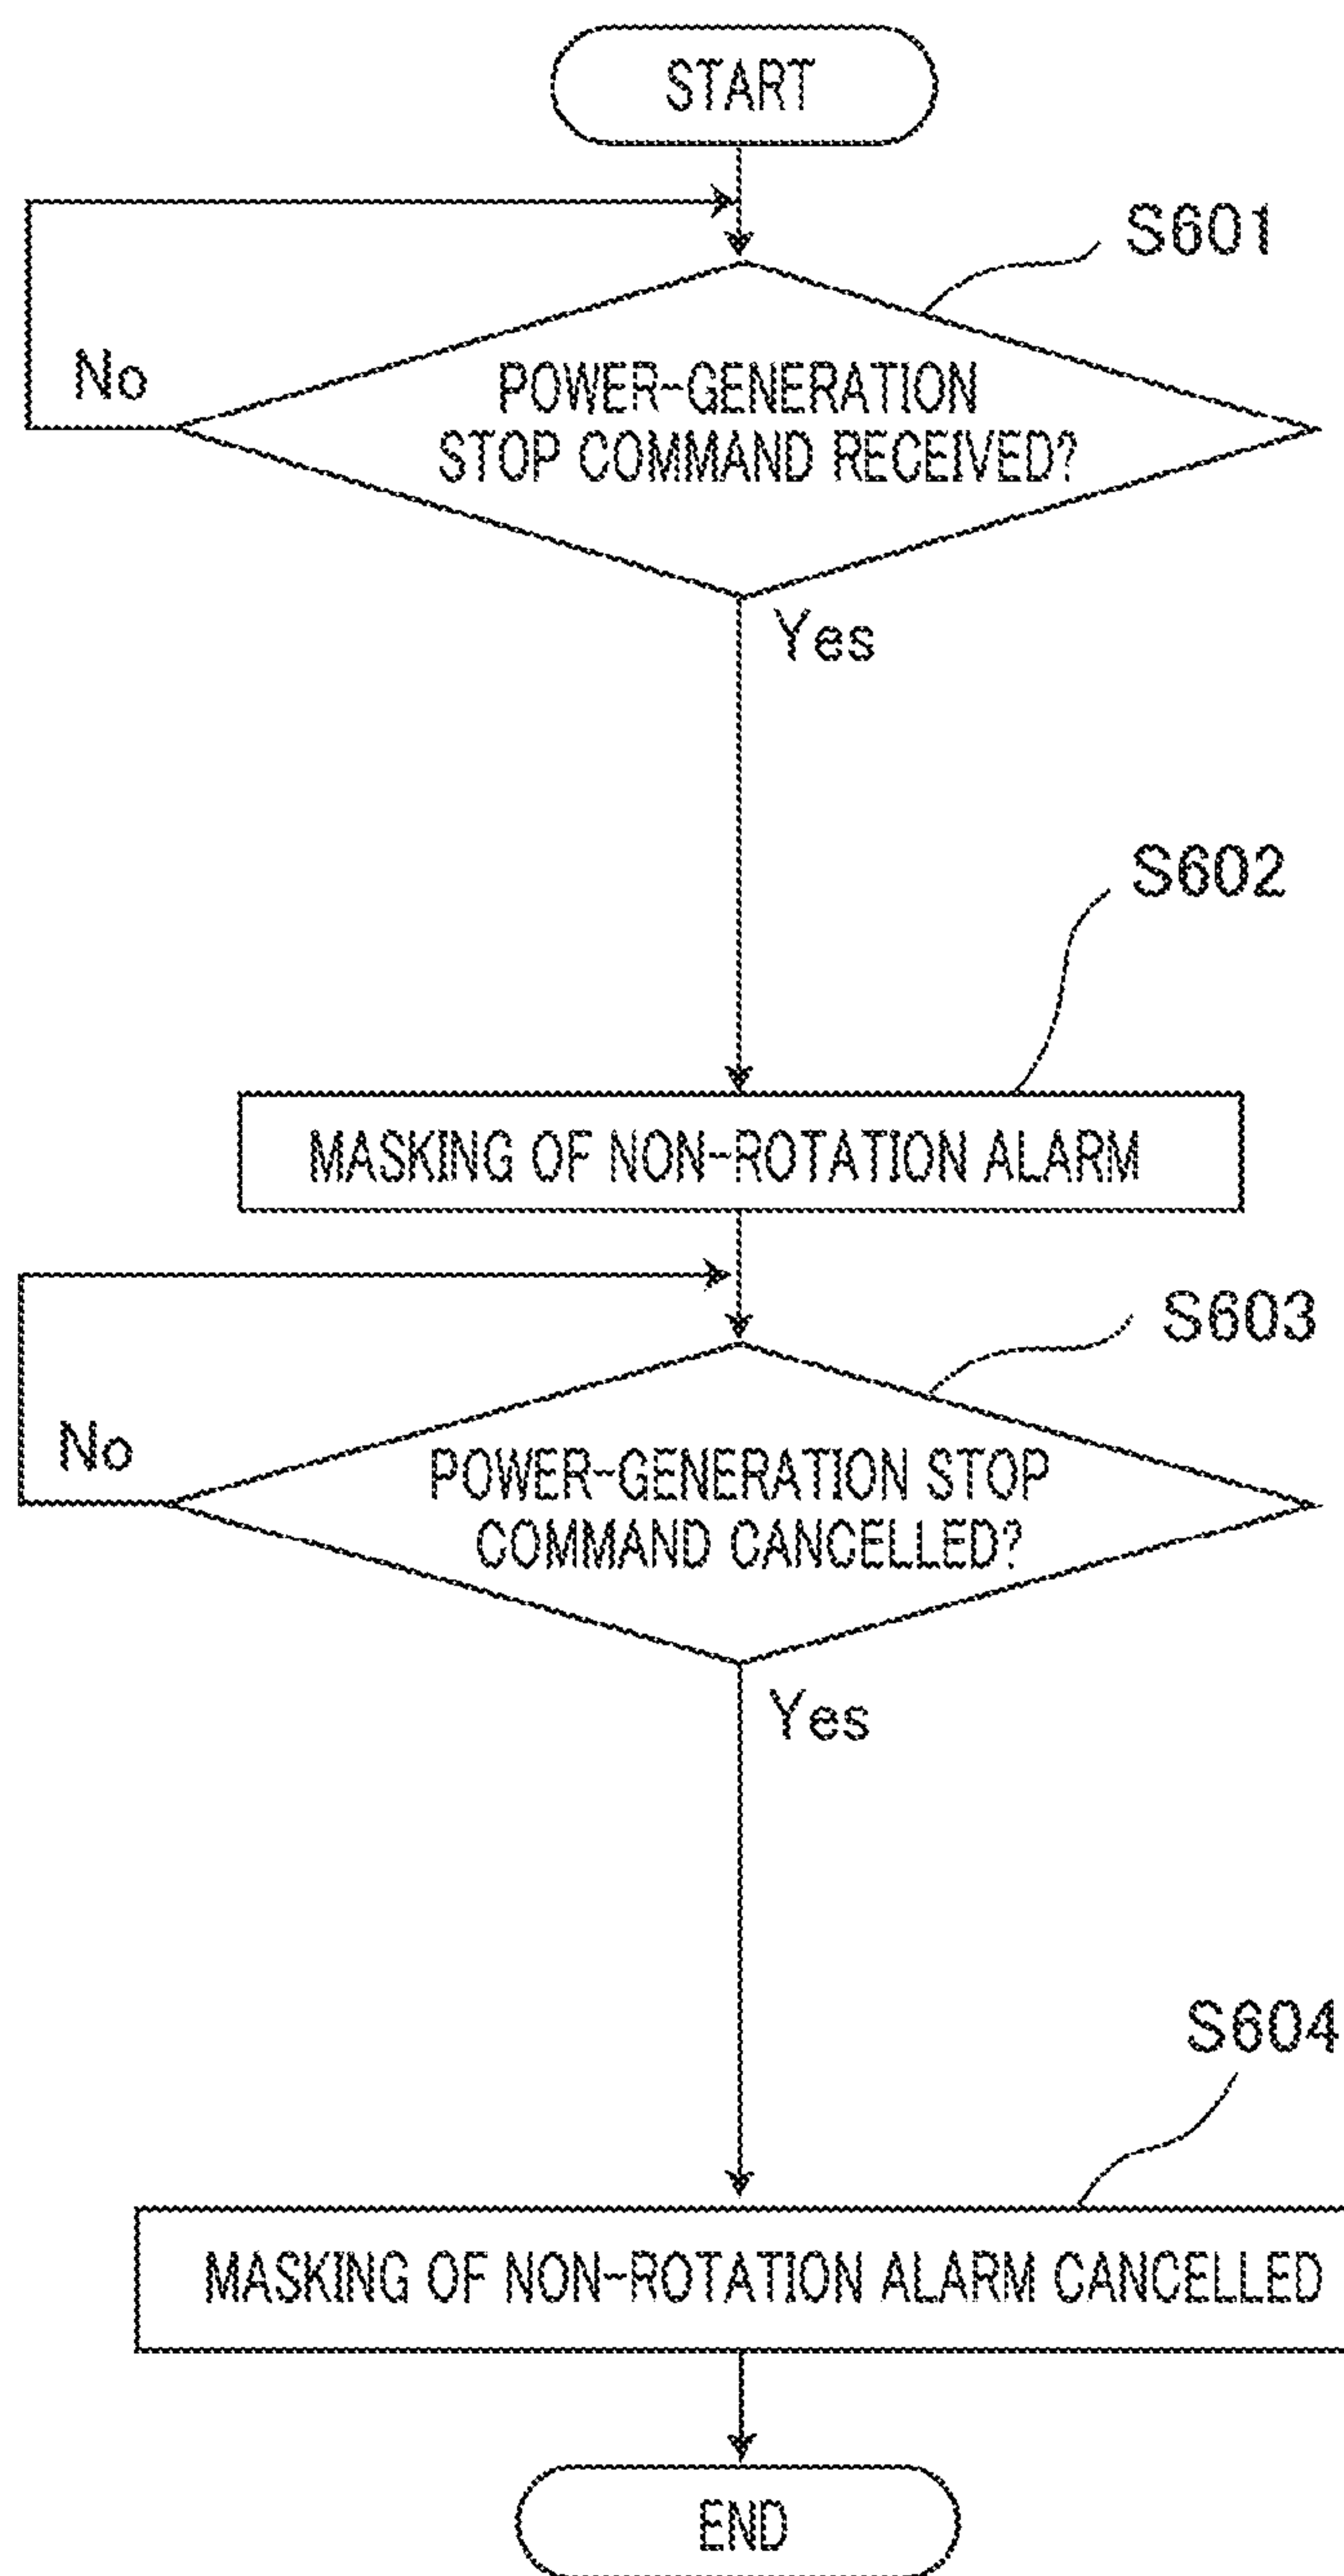 START
S601
No
POWER-GENERATION
STOP COMMAND RECEIVED?
Yes
S602
MASKING OF NON-ROTATION ALARM
S603
No
POWER-GENERATION STOP
COMMAND CANCELLED?
Yes
S604
MASKING OF NON-ROTATION ALARM CANCELLED
END